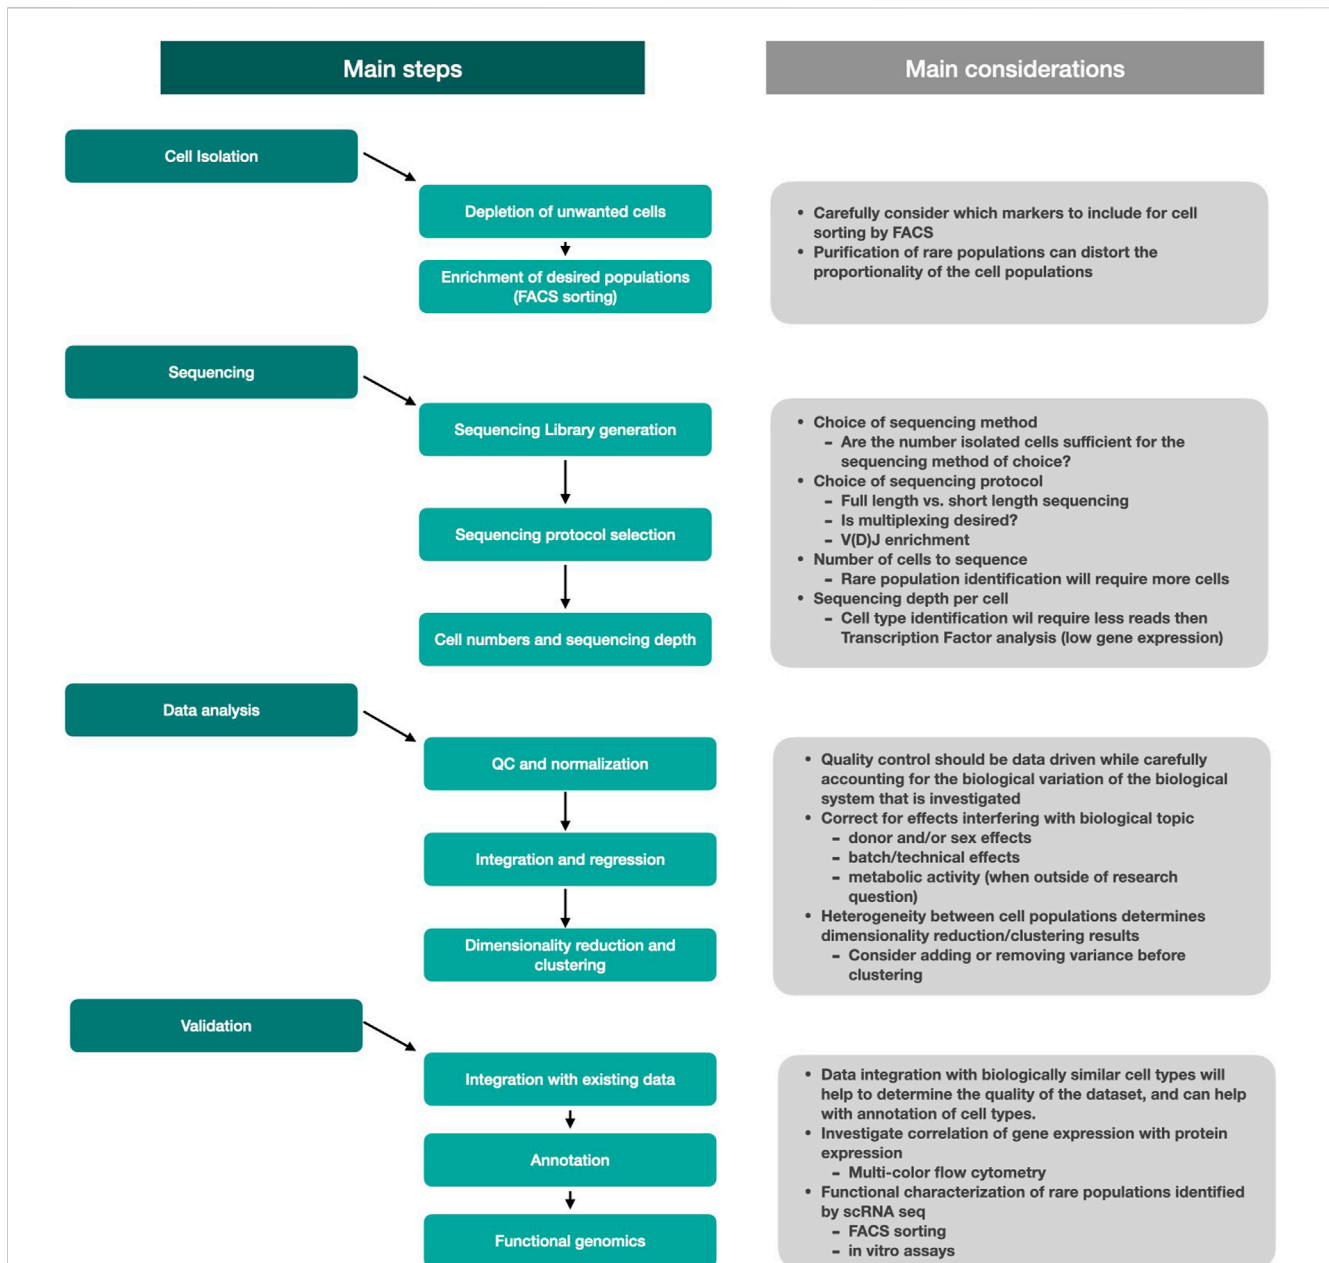 Main steps
Main considerations
Cell Isolation
Depletion of unwanted cells
Enrichment of desired populations
(FACS sorting)
• Carefully consider which markers to include for cell
sorting by FACS
• Purification of rare populations can distort the
proportionality of the cell populations
Sequencing
Sequencing Library generation
Sequencing protocol selection
Cell numbers and sequencing depth
• Choice of sequencing method
– Are the number isolated cells sufficient for the
sequencing method of choice?
• Choice of sequencing protocol
– Full length vs. short length sequencing
– Is multiplexing desired?
– V(D)J enrichment
• Number of cells to sequence
– Rare population identification will require more cells
• Sequencing depth per cell
– Cell type identification wil require less reads then
Transcription Factor analysis (low gene expression)
Data analysis
QC and normalization
Integration and regression
Dimensionality reduction and
clustering
• Quality control should be data driven while carefully
accounting for the biological variation of the biological
system that is investigated
• Correct for effects interfering with biological topic
– donor and/or sex effects
– batch/technical effects
– metabolic activity (when outside of research
question)
• Heterogeneity between cell populations determines
dimensionality reduction/clustering results
– Consider adding or removing variance before
clustering
Validation
Integration with existing data
Annotation
Functional genomics
• Data integration with biologically similar cell types will
help to determine the quality of the dataset, and can help
with annotation of cell types.
• Investigate correlation of gene expression with protein
expression
– Multi-color flow cytometry
• Functional characterization of rare populations identified
by scRNA seq
– FACS sorting
– in vitro assays